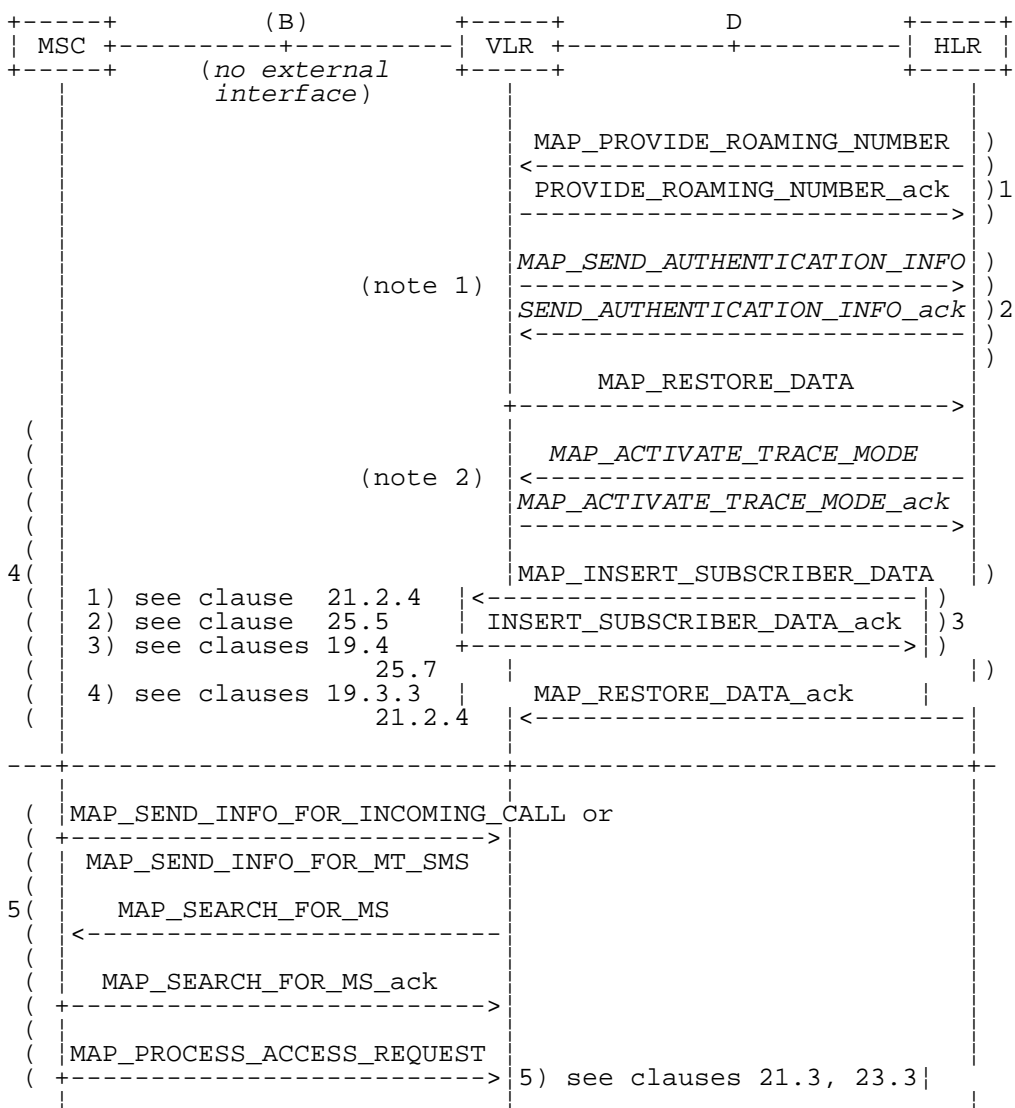 (B) D
MSC VLR HLR
(no external
interface)
MAP_PROVIDE_ROAMING_NUMBER )
)
PROVIDE_ROAMING_NUMBER_ack )1
)
MAP_SEND_AUTHENTICATION_INFO )
(note 1) )
SEND_AUTHENTICATION_INFO_ack )2
)
)
MAP_RESTORE_DATA
(
( MAP_ACTIVATE_TRACE_MODE
( (note 2)
( MAP_ACTIVATE_TRACE_MODE_ack
(
(
4( MAP_INSERT_SUBSCRIBER_DATA )
( 1) see clause 21.2.4 )
( 2) see clause 25.5 INSERT_SUBSCRIBER_DATA_ack )3
( 3) see clauses 19.4 )
( 25.7 )
( 4) see clauses 19.3.3 MAP_RESTORE_DATA_ack
( 21.2.4
( MAP_SEND_INFO_FOR_INCOMING_CALL or
(
( MAP_SEND_INFO_FOR_MT_SMS
(
5( MAP_SEARCH_FOR_MS
(
(
( MAP_SEARCH_FOR_MS_ack
(
(
( MAP_PROCESS_ACCESS_REQUEST
( 5) see clauses 21.3, 23.3